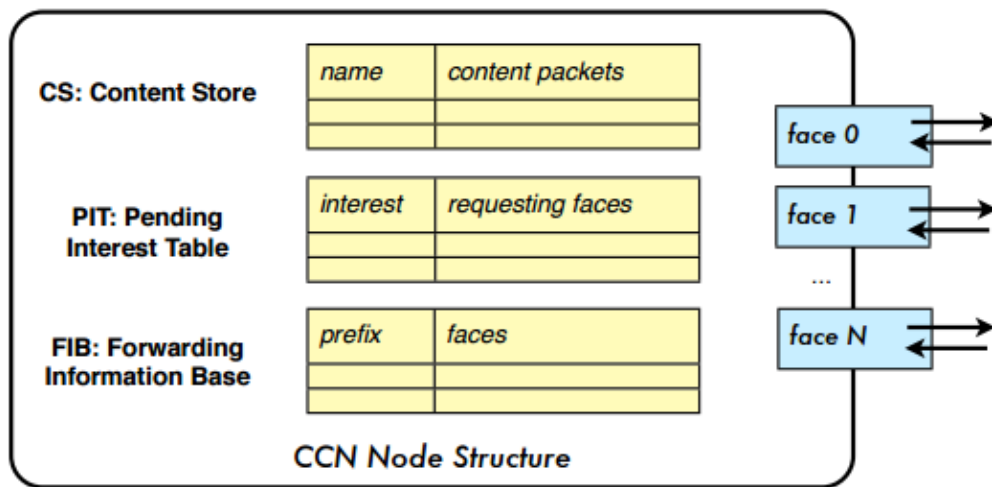 CS: Content Store
name
content packets
PIT: Pending
Interest Table
interest
requesting faces
FIB: Forwarding
Information Base
prefix
faces
face 0
face 1
...
face N
CCN Node Structure